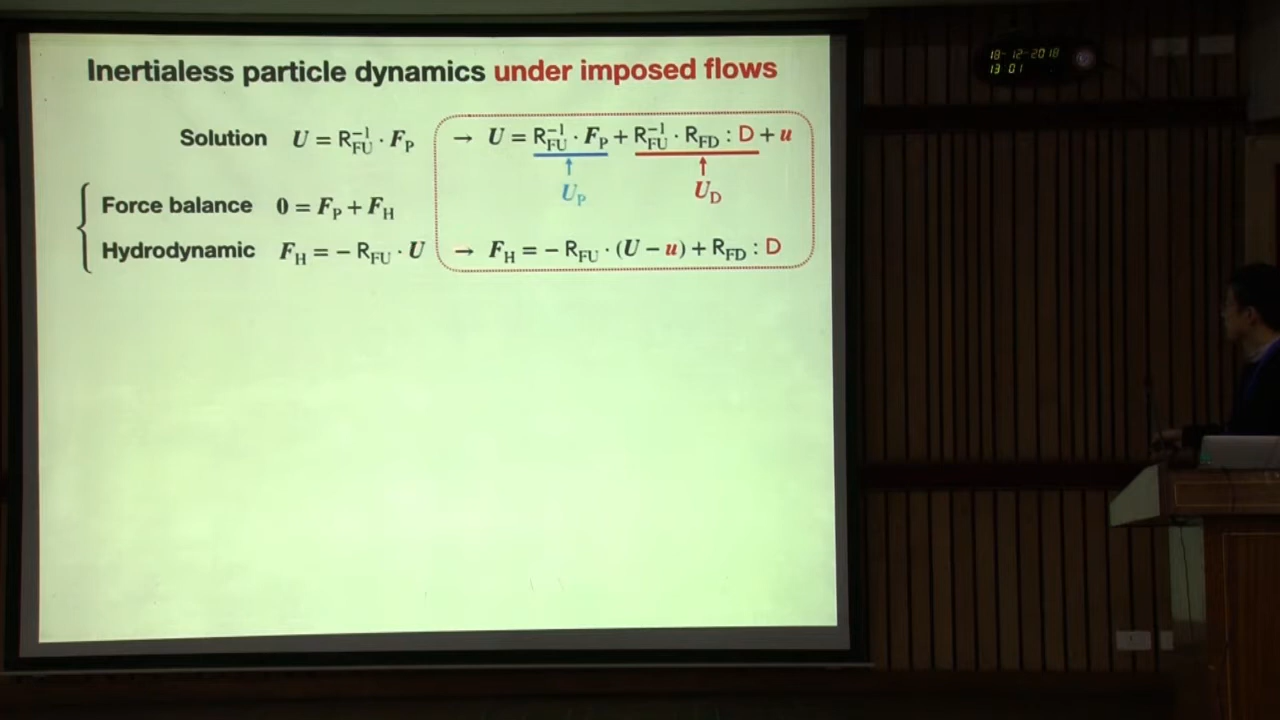 Inertialess particle dynamics under imposed flows
Solution U = R_FU^-1 · F_P → U = R_FU^-1 · F_P + R_FU^-1 · R_FD : D + u
U_P U_D
Force balance 0 = F_P + F_H
Hydrodynamic F_H = − R_FU · U → F_H = − R_FU · (U − u) + R_FD : D
18-12-2018
13 01